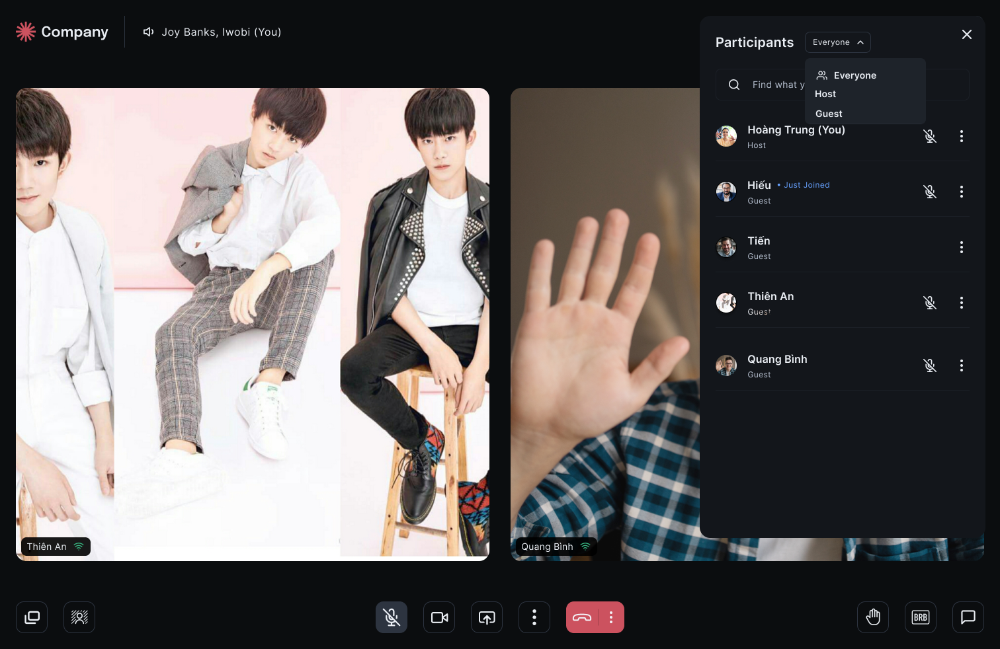 Company
Joy Banks, Iwobi (You)
Participants
Everyone
Everyone
Host
Guest
Find what y
Hoàng Trung (You)
Host
Hiếu
• Just Joined
Guest
Tiến
Guest
Thiên An
Guest
Quang Bình
Guest
Thiên An
Quang Bình
BRB